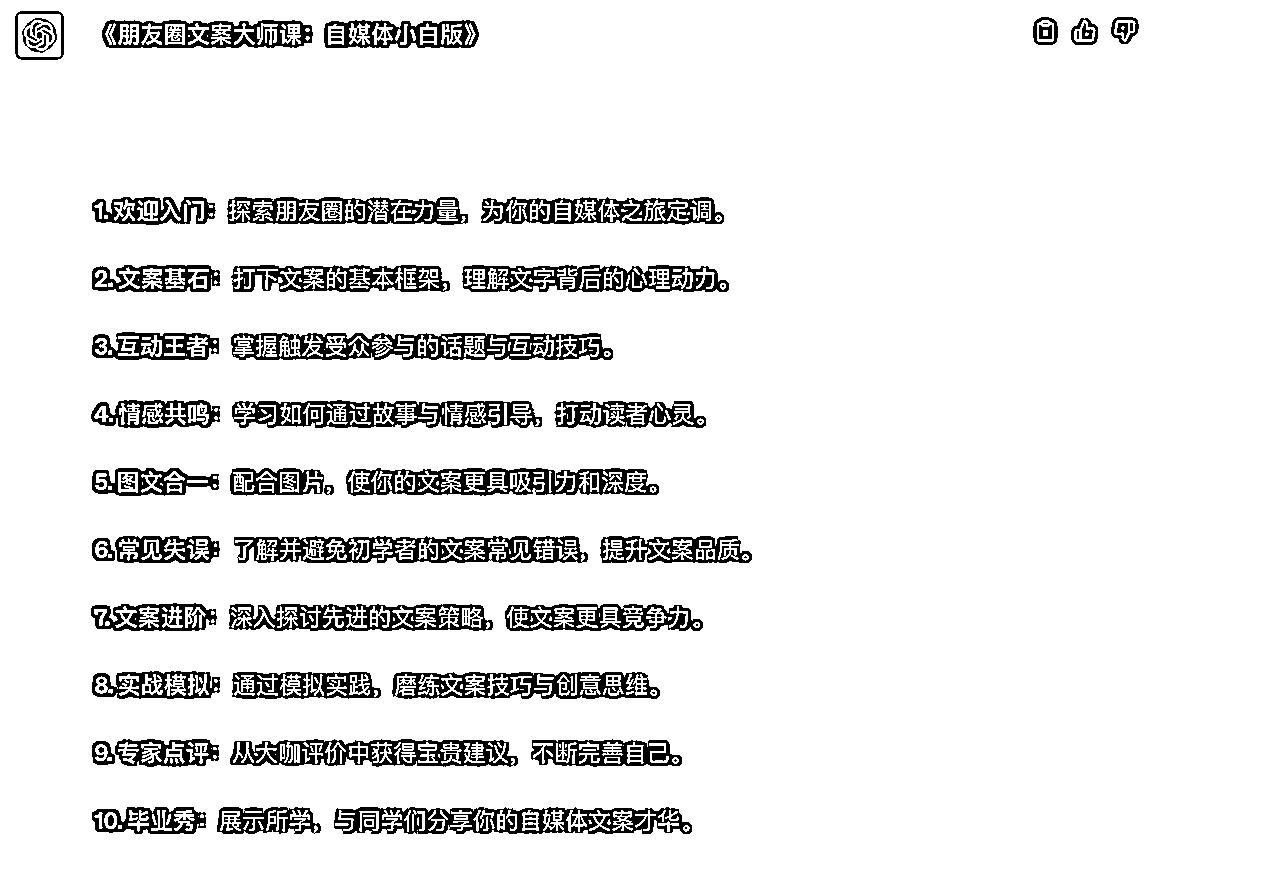 《朋友圈文案大师课：自媒体小白版》
1.欢迎入门：探索朋友圈的潜在力量，为你的自媒体之旅定调。
2.文案基石：打下文案的基本框架，理解文字背后的心理动力。
3.互动王者：掌握触发受众参与的话题与互动技巧。
4.情感共鸣：学习如何通过故事与情感引导，打动读者心灵。
5.图文合一：配合图片，使你的文案更具吸引力和深度。
6.常见失误：了解并避免初学者的文案常见错误，提升文案品质。
7.文案进阶：深入探讨先进的文案策略，使文案更具竞争力。
8.实战模拟：通过模拟实践，磨练文案技巧与创意思维。
9.专家点评：从大咖评价中获得宝贵建议，不断完善自己。
10.毕业秀：展示所学，与同学们分享你的自媒体文案才华。